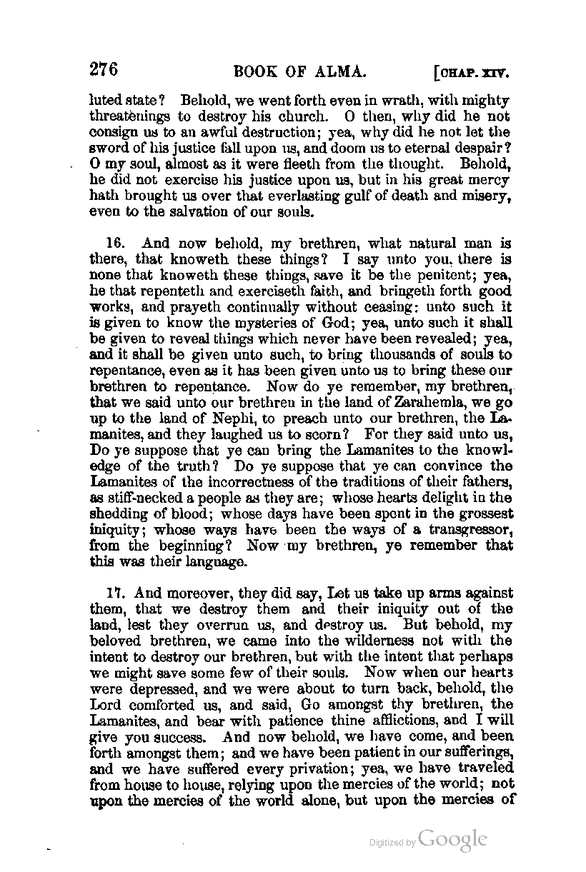 276 BOOK OF ALMA. [CHAP. XIV.
luted state? Behold, we went forth even in wrath, with mighty
threatenings to destroy his church. O then, why did he not
consign us to an awful destruction; yea, why did he not let the
sword of his justice fall upon us, and doom us to eternal despair?
O my soul, almost as it were fleeth from the thought. Behold,
he did not exercise his justice upon us, but in his great mercy
hath brought us over that everlasting gulf of death and misery,
even to the salvation of our souls.
16. And now behold, my brethren, what natural man is
there, that knoweth these things? I say unto you, there is
none that knoweth these things, save it be the penitent; yea,
he that repenteth and exerciseth faith, and bringeth forth good
works, and prayeth continually without ceasing: unto such it
is given to know the mysteries of God; yea, unto such it shall
be given to reveal things which never have been revealed; yea,
and it shall be given unto such, to bring thousands of souls to
repentance, even as it has been given unto us to bring these our
brethren to repentance. Now do ye remember, my brethren,
that we said unto our brethren in the land of Zarahemla, we go
up to the land of Nephi, to preach unto our brethren, the La-
manites, and they laughed us to scorn? For they said unto us,
Do ye suppose that ye can bring the Lamanites to the knowl-
edge of the truth? Do ye suppose that ye can convince the
Lamanites of the incorrectness of the traditions of their fathers,
as stiff-necked a people as they are; whose hearts delight in the
shedding of blood; whose days have been spent in the grossest
iniquity; whose ways have been the ways of a transgressor,
from the beginning? Now my brethren, ye remember that
this was their language.
17. And moreover, they did say, Let us take up arms against
them, that we destroy them and their iniquity out of the
land, lest they overrun us, and destroy us. But behold, my
beloved brethren, we came into the wilderness not with the
intent to destroy our brethren, but with the intent that perhaps
we might save some few of their souls. Now when our hearts
were depressed, and we were about to turn back, behold, the
Lord comforted us, and said, Go amongst thy brethren, the
Lamanites, and bear with patience thine afflictions, and I will
give you success. And now behold, we have come, and been
forth amongst them; and we have been patient in our sufferings,
and we have suffered every privation; yea, we have traveled
from house to house, relying upon the mercies of the world; not
upon the mercies of the world alone, but upon the mercies of
Digitized by Google